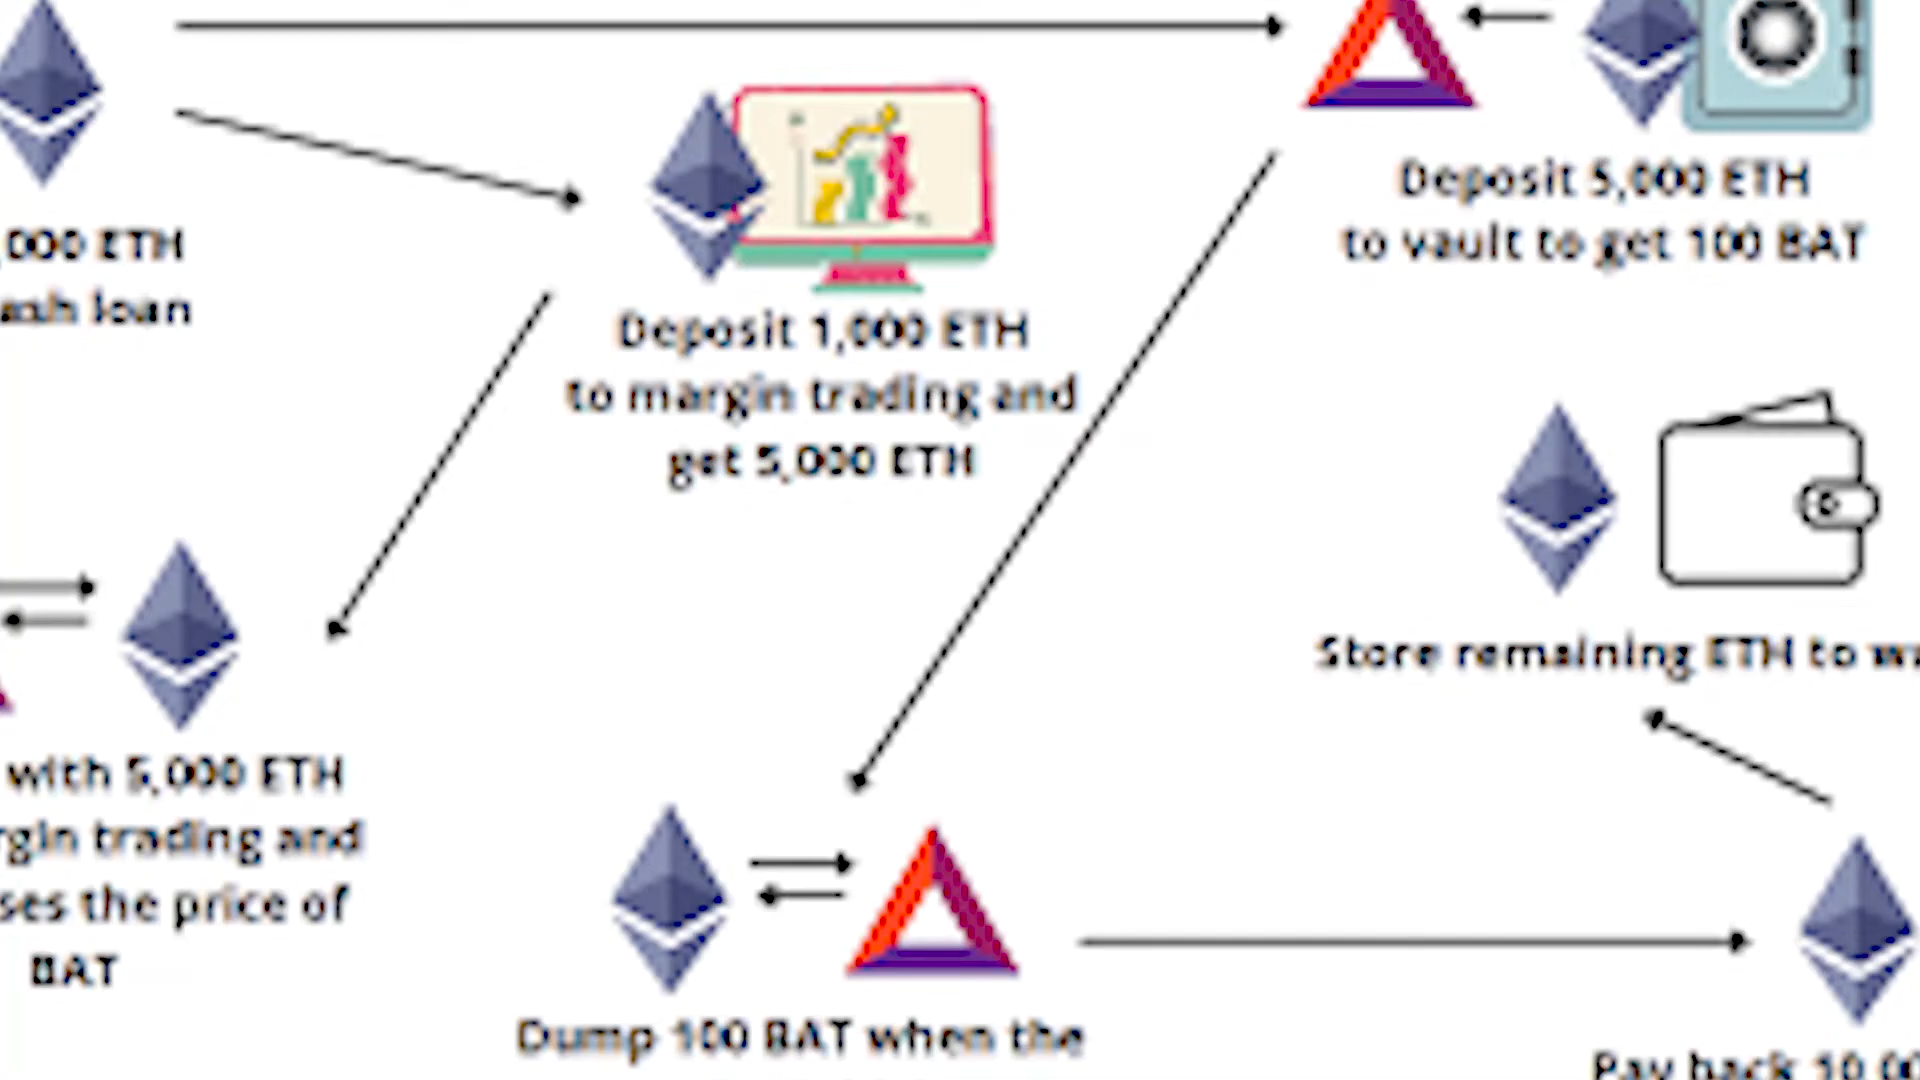 ,000 ETH
ash loan
Deposit 1,000 ETH
to margin trading and
get 5,000 ETH
Deposit 5,000 ETH
to vault to get 100 BAT
with 5,000 ETH
rgin trading and
ses the price of
BAT
Store remaining ETH to wa
Dump 100 BAT when the
Pay back 10,00